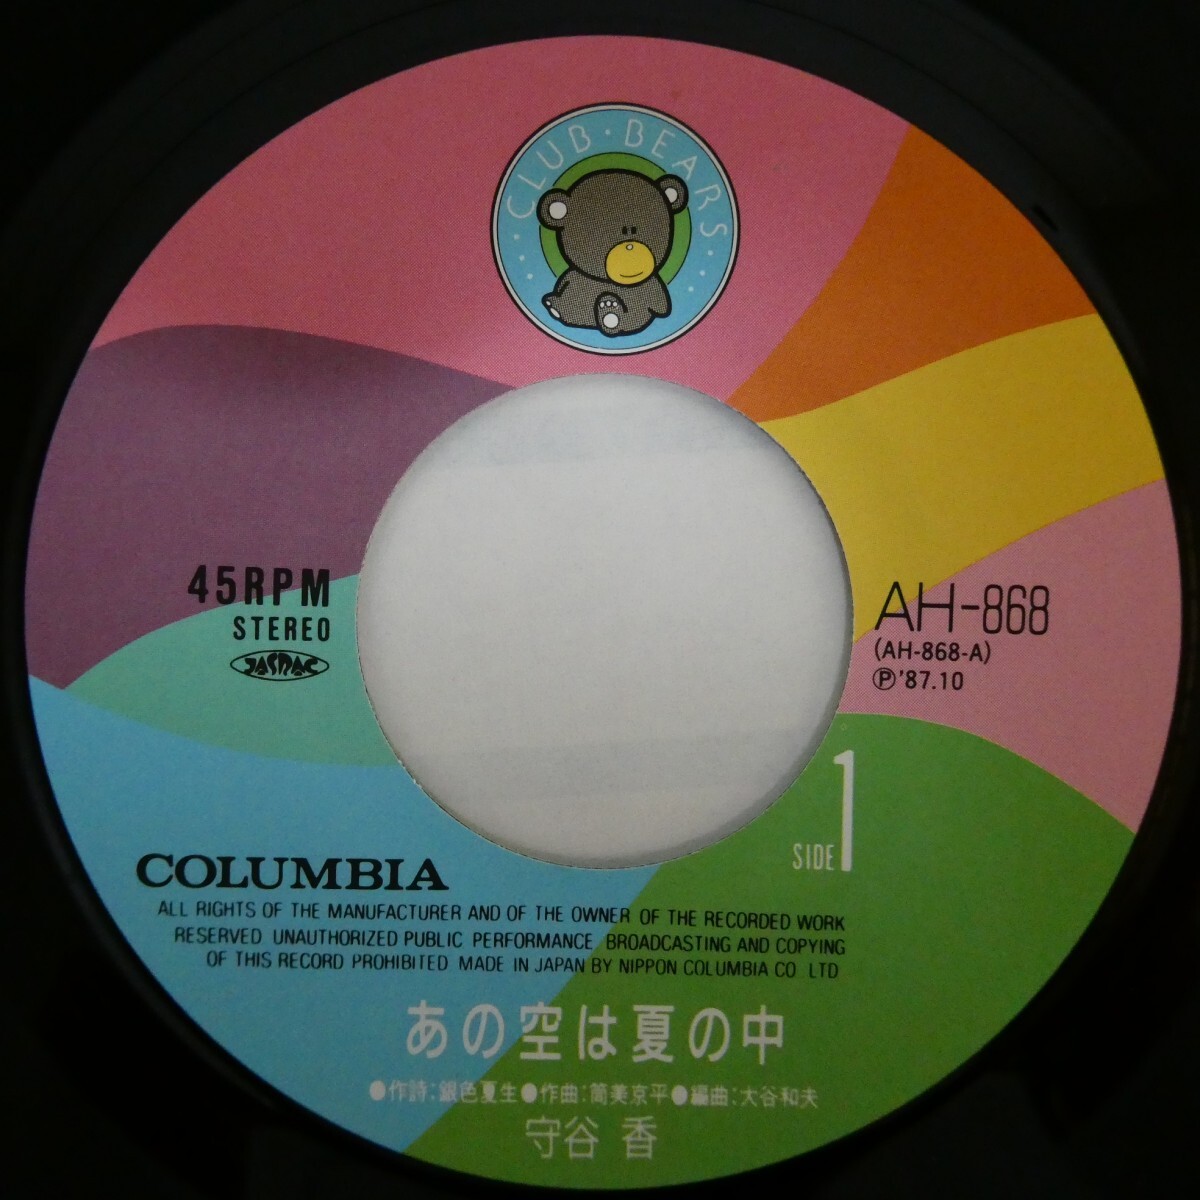 CLUB・BEARS
45RPM
STEREO
JASRAC
AH-868
(AH-868-A)
Ⓟ'87.10
SIDE 1
COLUMBIA
ALL RIGHTS OF THE MANUFACTURER AND OF THE OWNER OF THE RECORDED WORK
RESERVED UNAUTHORIZED PUBLIC PERFORMANCE BROADCASTING AND COPYING
OF THIS RECORD PROHIBITED MADE IN JAPAN BY NIPPON COLUMBIA CO LTD
あの空は夏の中
●作詩:銀色夏生●作曲:筒美京平●編曲:大谷和夫
守谷 香